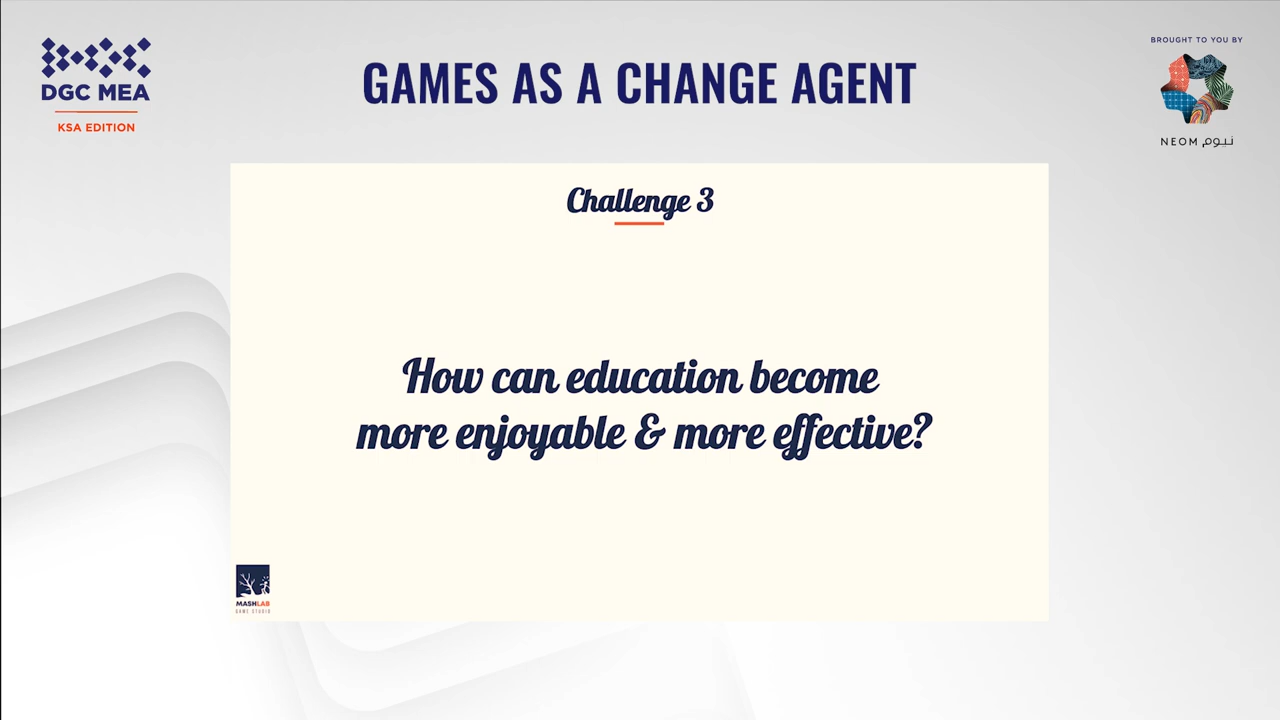 DGC MEA
KSA EDITION
GAMES AS A CHANGE AGENT
BROUGHT TO YOU BY
NEOM نيوم
Challenge 3
How can education become
more enjoyable & more effective?
MASHLAB
GAME STUDIO